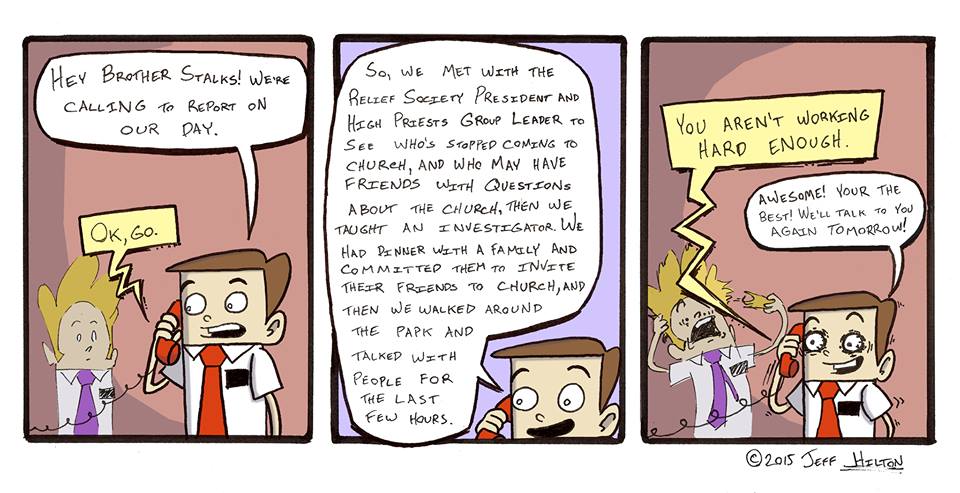 Hey Brother Stalks! We're
calling to report on
our day.
Ok, go.
So, we met with the
Relief Society President and
High Priests Group Leader to
see who's stopped coming to
church, and who may have
friends with questions
about the church, then we
taught an investigator. We
had dinner with a family and
committed them to invite
their friends to church, and
then we walked around
the park and
talked with
people for
the last
few hours.
You aren't working
hard enough.
Awesome! Your the
best! We'll talk to you
again tomorrow!
©2015 Jeff Hilton